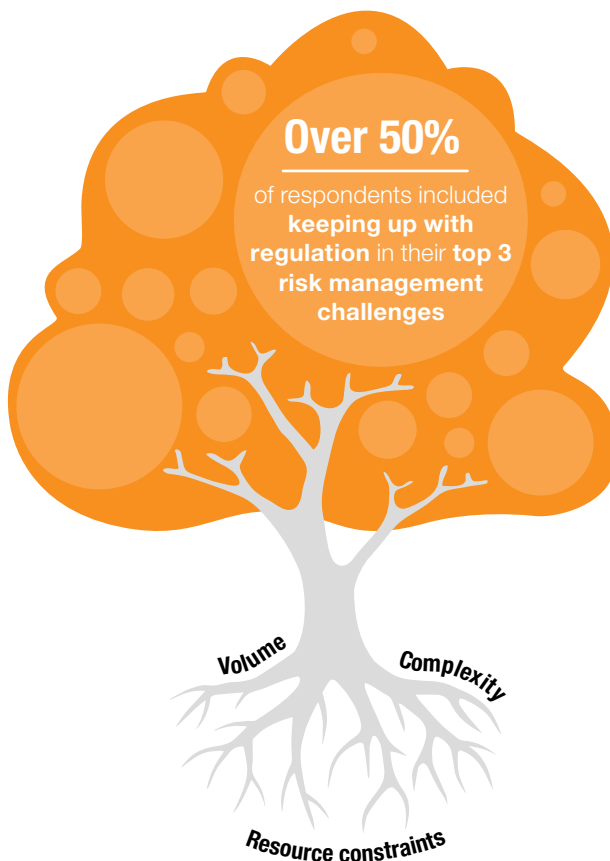 Over 50%
of respondents included
keeping up with
regulation in their top 3
risk management
challenges
Volume
Complexity
Resource constraints